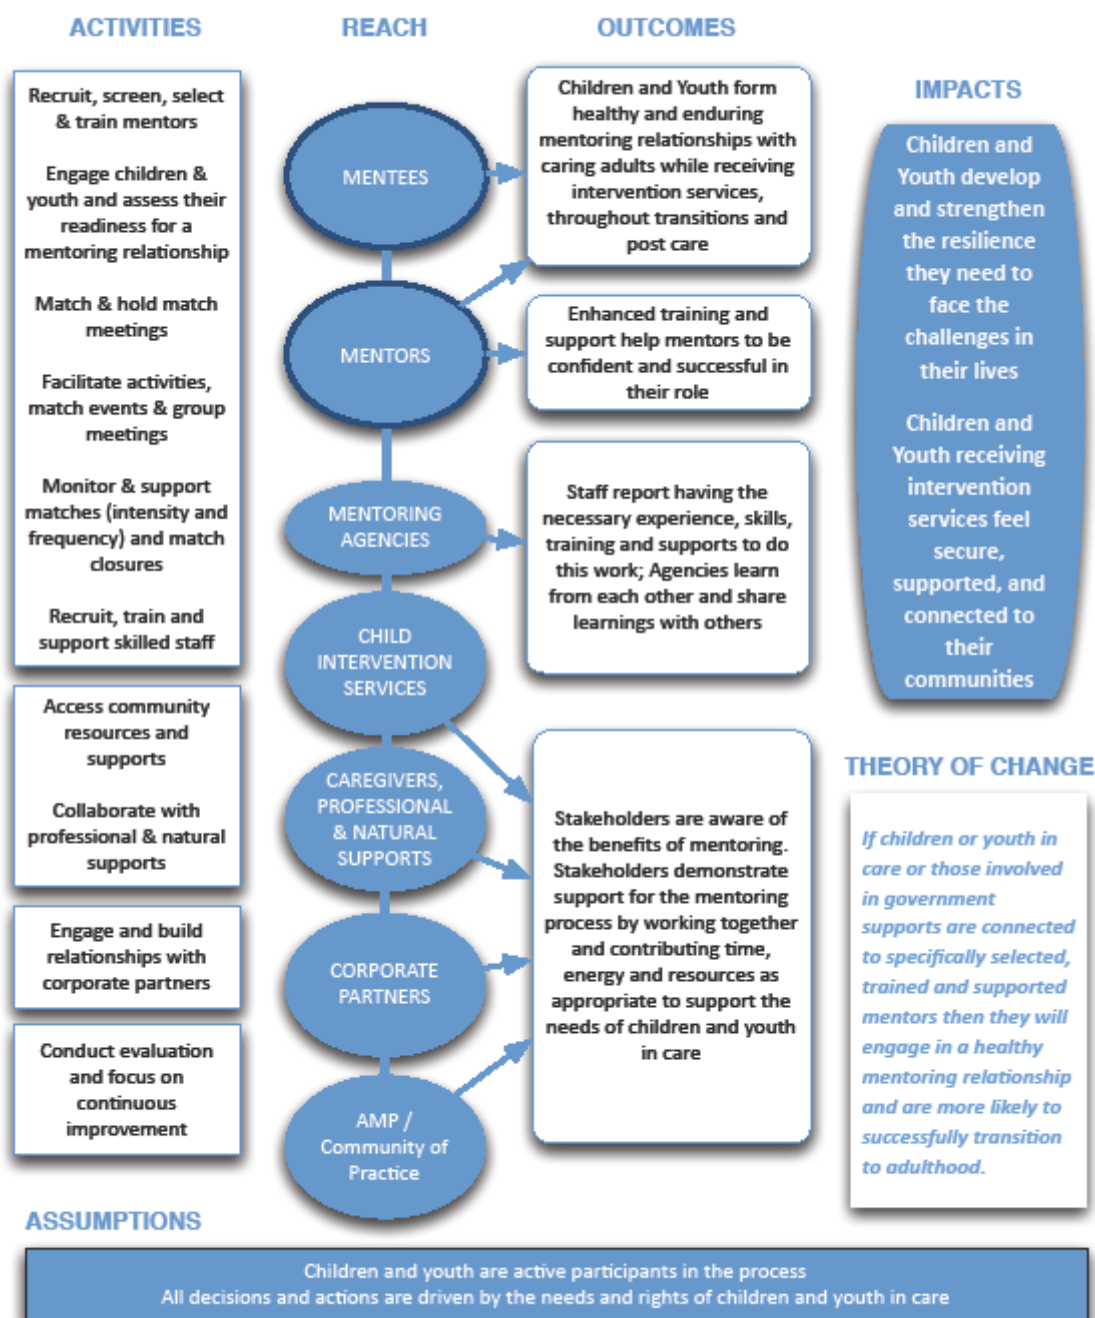 ACTIVITIES
Recruit, screen, select
& train mentors
Engage children &
youth and assess their
readiness for a
mentoring relationship
Match & hold match
meetings
Facilitate activities,
match events & group
meetings
Monitor & support
matches (intensity and
frequency) and match
closures
Recruit, train and
support skilled staff
Access community
resources and
supports
Collaborate with
professional & natural
supports
Engage and build
relationships with
corporate partners
Conduct evaluation
and focus on
continuous
improvement
REACH
MENTEES
MENTORS
MENTORING
AGENCIES
CHILD
INTERVENTION
SERVICES
CAREGIVERS,
PROFESSIONAL
& NATURAL
SUPPORTS
CORPORATE
PARTNERS
AMP /
Community of
Practice
OUTCOMES
Children and Youth form
healthy and enduring
mentoring relationships with
caring adults while receiving
intervention services,
throughout transitions and
post care
Enhanced training and
support help mentors to be
confident and successful in
their role
Staff report having the
necessary experience, skills,
training and supports to do
this work; Agencies learn
from each other and share
learnings with others
Stakeholders are aware of
the benefits of mentoring.
Stakeholders demonstrate
support for the mentoring
process by working together
and contributing time,
energy and resources as
appropriate to support the
needs of children and youth
in care
IMPACTS
Children and
Youth develop
and strengthen
the resilience
they need to
face the
challenges in
their lives
Children and
Youth receiving
intervention
services feel
secure,
supported, and
connected to
their
communities
THEORY OF CHANGE
If children or youth in
care or those involved
in government
supports are connected
to specifically selected,
trained and supported
mentors then they will
engage in a healthy
mentoring relationship
and are more likely to
successfully transition
to adulthood.
ASSUMPTIONS
Children and youth are active participants in the process
All decisions and actions are driven by the needs and rights of children and youth in care